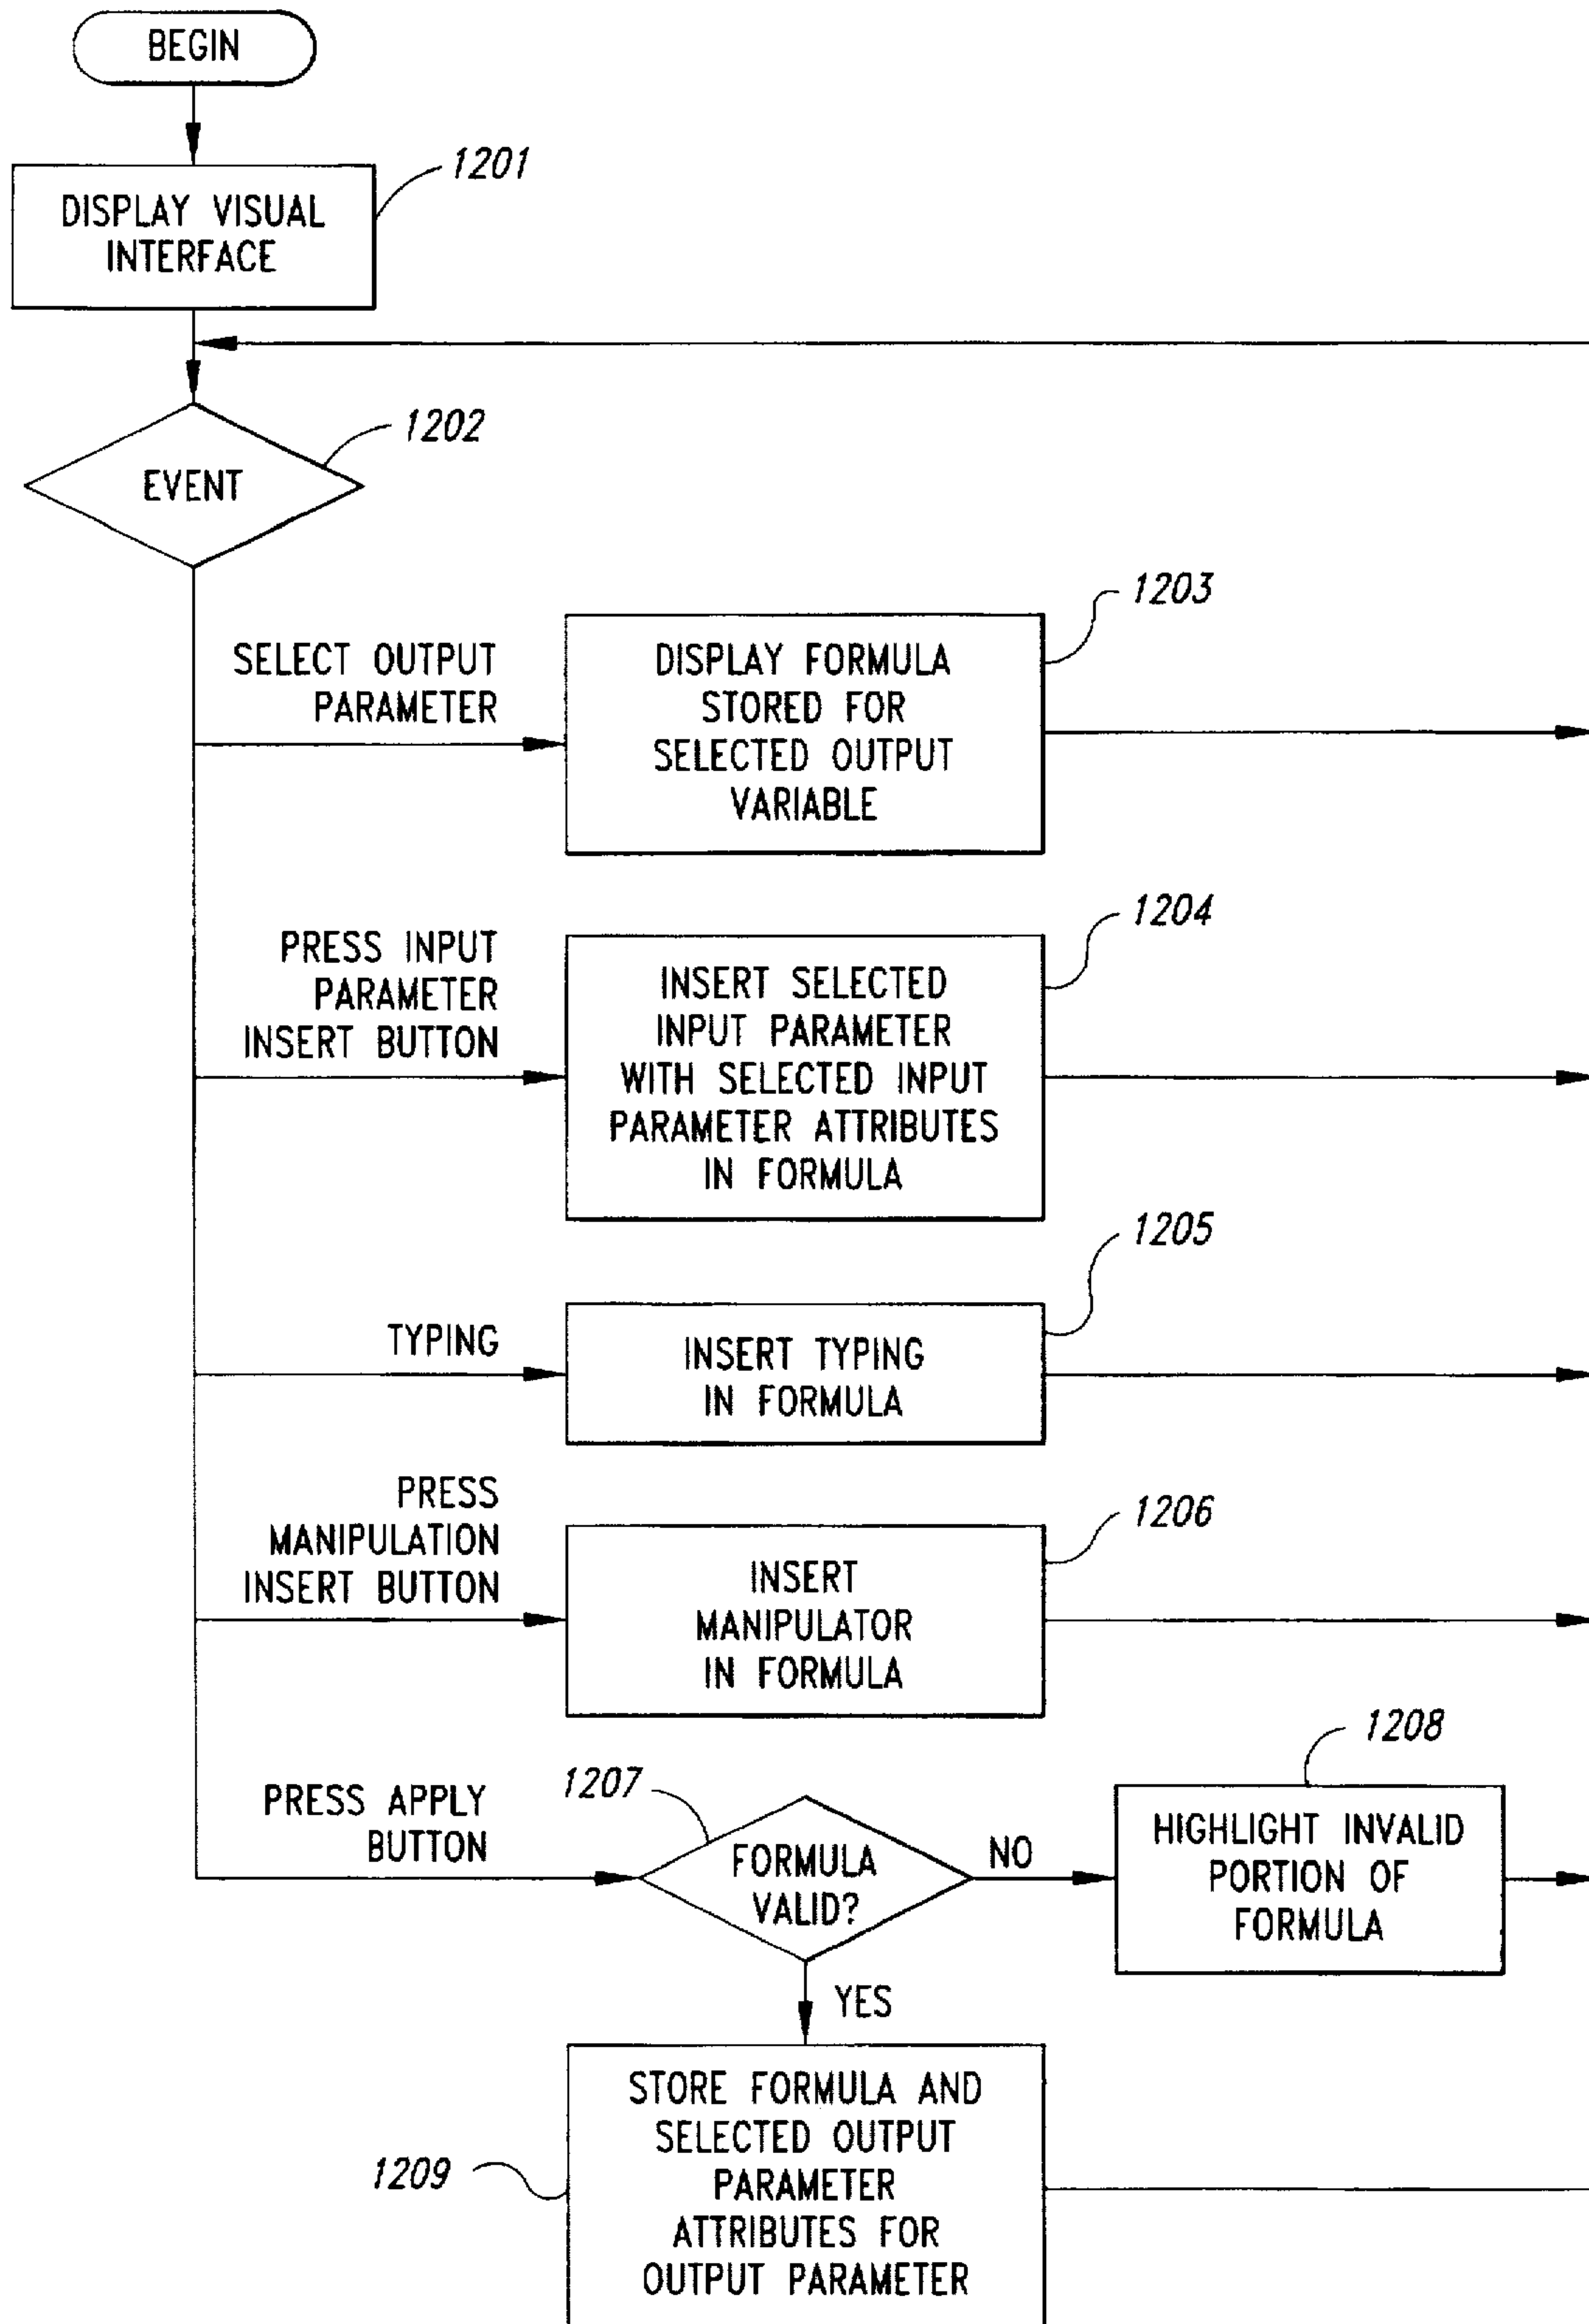 BEGIN
1201
DISPLAY VISUAL
INTERFACE
1202
EVENT
1203
SELECT OUTPUT
PARAMETER
DISPLAY FORMULA
STORED FOR
SELECTED OUTPUT
VARIABLE
1204
PRESS INPUT
PARAMETER
INSERT BUTTON
INSERT SELECTED
INPUT PARAMETER
WITH SELECTED INPUT
PARAMETER ATTRIBUTES
IN FORMULA
1205
TYPING
INSERT TYPING
IN FORMULA
1206
PRESS
MANIPULATION
INSERT BUTTON
INSERT
MANIPULATOR
IN FORMULA
1208
1207
PRESS APPLY
BUTTON
FORMULA
VALID?
NO
HIGHLIGHT INVALID
PORTION OF
FORMULA
YES
1209
STORE FORMULA AND
SELECTED OUTPUT
PARAMETER
ATTRIBUTES FOR
OUTPUT PARAMETER